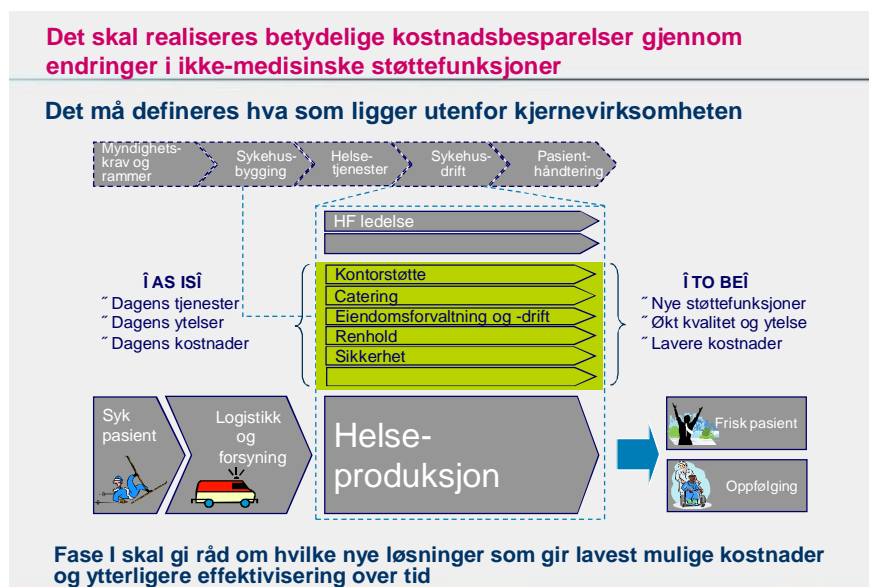 Det skal realiseres betydelige kostnadsbesparelser gjennom
endringer i ikke-medisinske støttefunksjoner
Det må defineres hva som ligger utenfor kjernevirksomheten
Myndighets-
krav og
rammer
Sykehus-
bygging
Helse-
tjenester
Sykehus-
drift
Pasient-
håndtering
HF ledelse
Î AS ISÎ
˝ Dagens tjenester
˝ Dagens ytelser
˝ Dagens kostnader
Kontorstøtte
Catering
Eiendomsforvaltning og -drift
Renhold
Sikkerhet
Î TO BEÎ
˝ Nye støttefunksjoner
˝ Økt kvalitet og ytelse
˝ Lavere kostnader
Syk
pasient
Logistikk
og
forsyning
Helse-
produksjon
Frisk pasient
Oppfølging
Fase I skal gi råd om hvilke nye løsninger som gir lavest mulige kostnader
og ytterligere effektivisering over tid